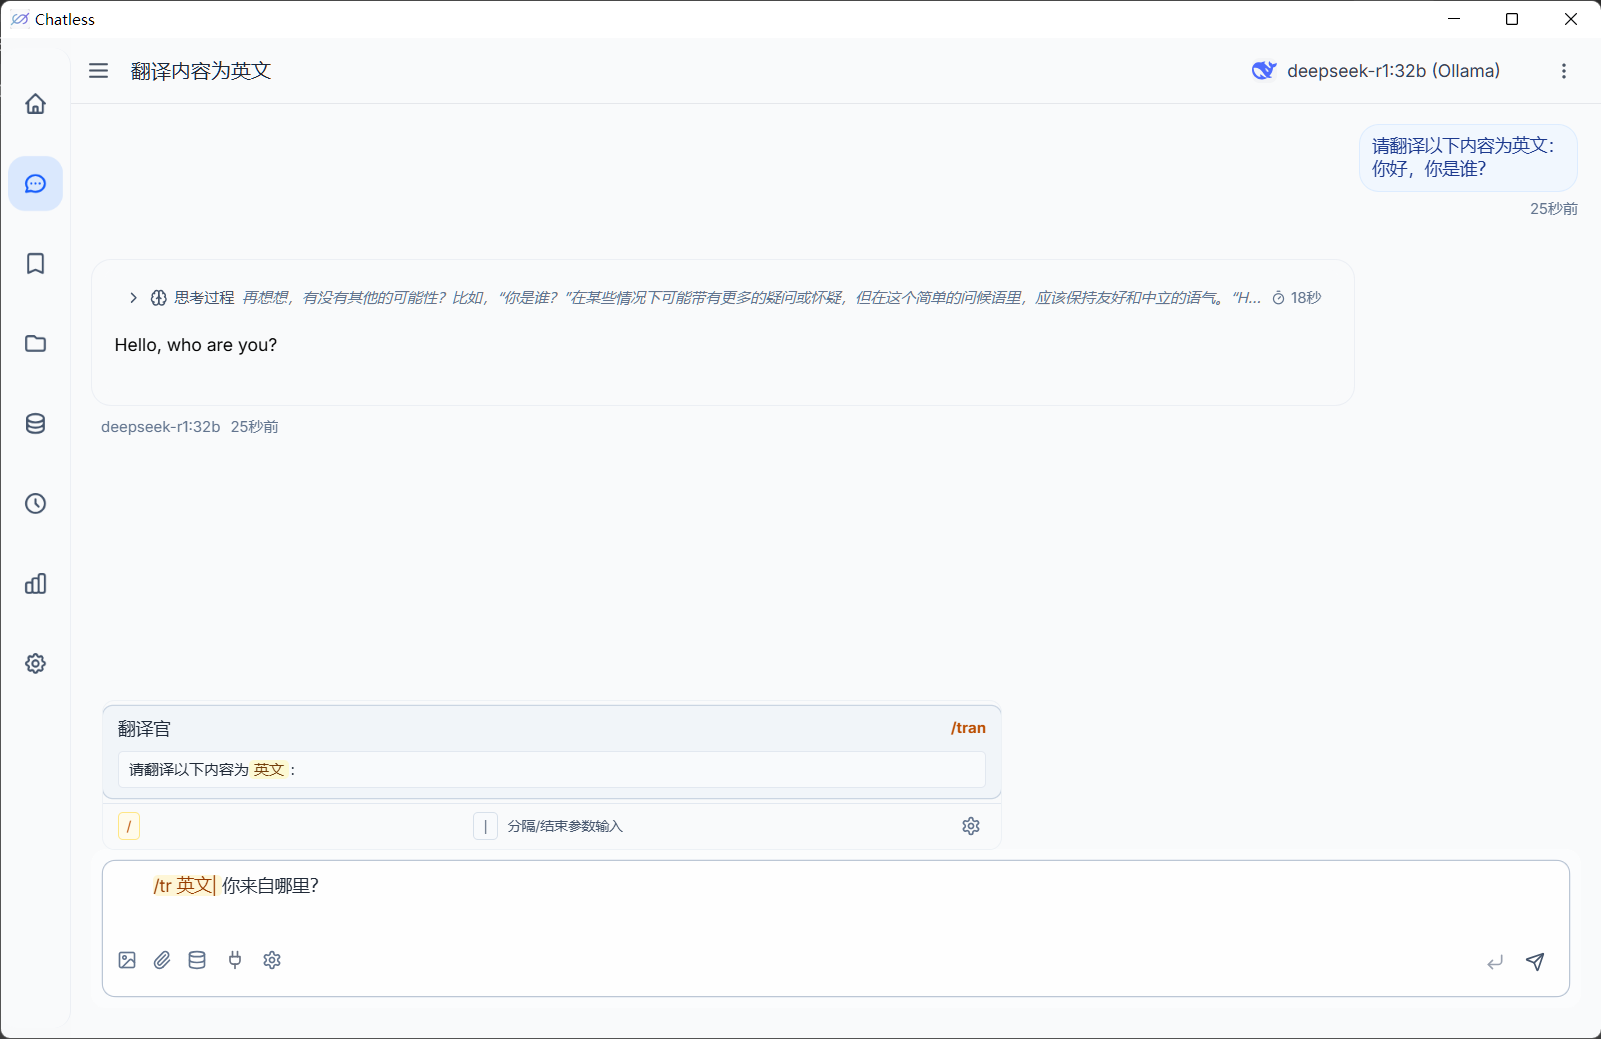 Chatless
翻译内容为英文
deepseek-r1:32b (Ollama)
请翻译以下内容为英文：
你好，你是谁？
25秒前
思考过程 再想想，有没有其他的可能性？比如，“你是谁？”在某些情况下可能带有更多的疑问或怀疑，但在这个简单的问候语里，应该保持友好和中立的语气。“H... 18秒
Hello, who are you?
deepseek-r1:32b 25秒前
翻译官 /tran
请翻译以下内容为 英文 :
/ | 分隔/结束参数输入
/tr 英文| 你来自哪里?